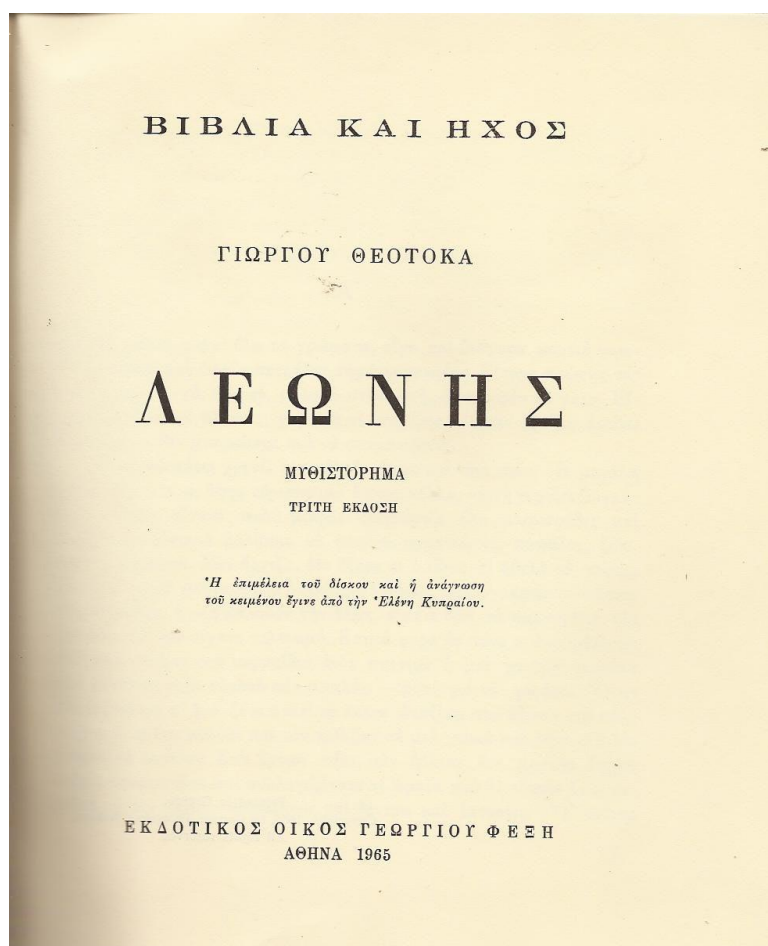 ΒΙΒΛΙΑ ΚΑΙ ΗΧΟΣ
ΓΙΩΡΓΟΥ ΘΕΟΤΟΚΑ
ΛΕΩΝΗΣ
ΜΥΘΙΣΤΟΡΗΜΑ
ΤΡΙΤΗ ΕΚΔΟΣΗ
Ἡ ἐπιμέλεια τοῦ δίσκου καὶ ἡ ἀνάγνωση
τοῦ κειμένου ἔγινε ἀπὸ τὴν Ἑλένη Κυπραίου.
ΕΚΔΟΤΙΚΟΣ ΟΙΚΟΣ ΓΕΩΡΓΙΟΥ ΦΕΞΗ
ΑΘΗΝΑ 1965